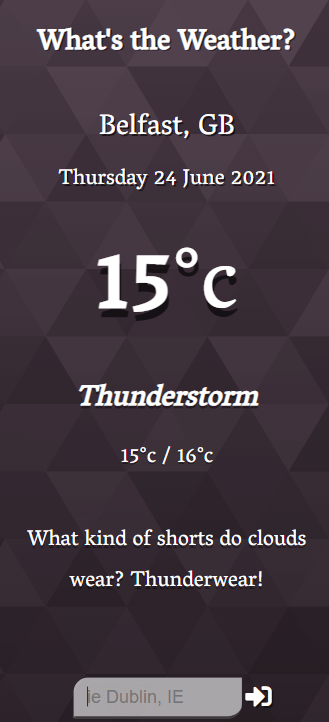 What's the Weather?
Belfast, GB
Thursday 24 June 2021
15°c
Thunderstorm
15°c / 16°c
What kind of shorts do clouds
wear? Thunderwear!
ie Dublin, IE